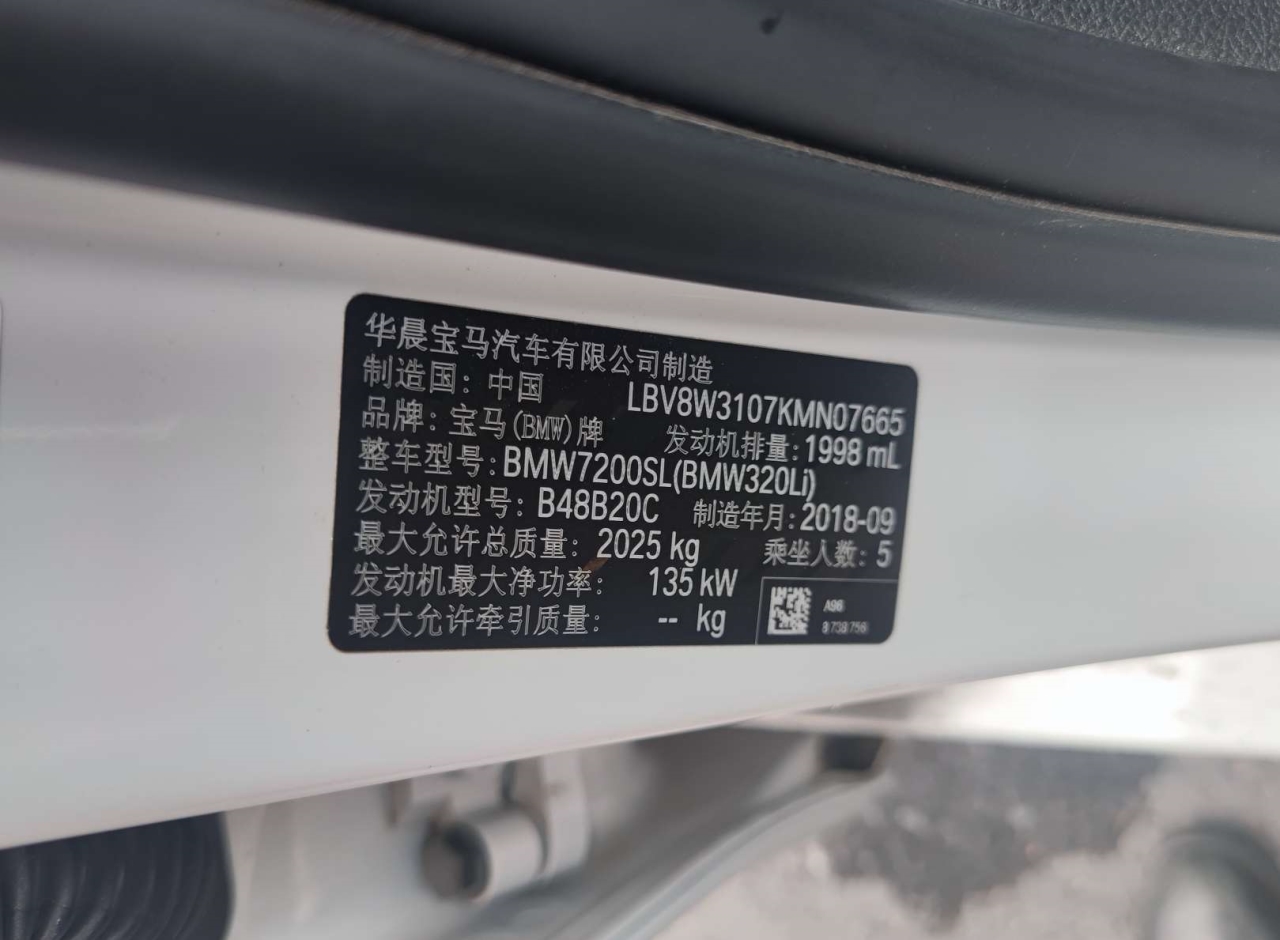 华晨宝马汽车有限公司制造
制造国：中国 LBV8W3107KMN07665
品牌：宝马(BMW)牌 发动机排量：1998 mL
整车型号：BMW7200SL(BMW320Li)
发动机型号：B48B20C 制造年月：2018-09
最大允许总质量：2025 kg 乘坐人数：5
发动机最大净功率：135 kW
最大允许牵引质量：-- kg
A96
8 738 756